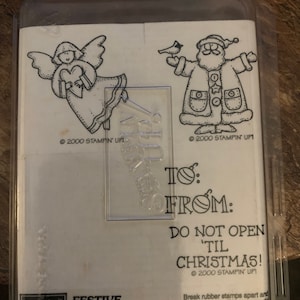 © 2000 STAMPIN' UP!
© 2000 STAMPIN' UP!
TO:
FROM:
DO NOT OPEN
'TIL
CHRISTMAS!
© 2000 STAMPIN' UP!
FESTIVE
Break rubber stamps apart and